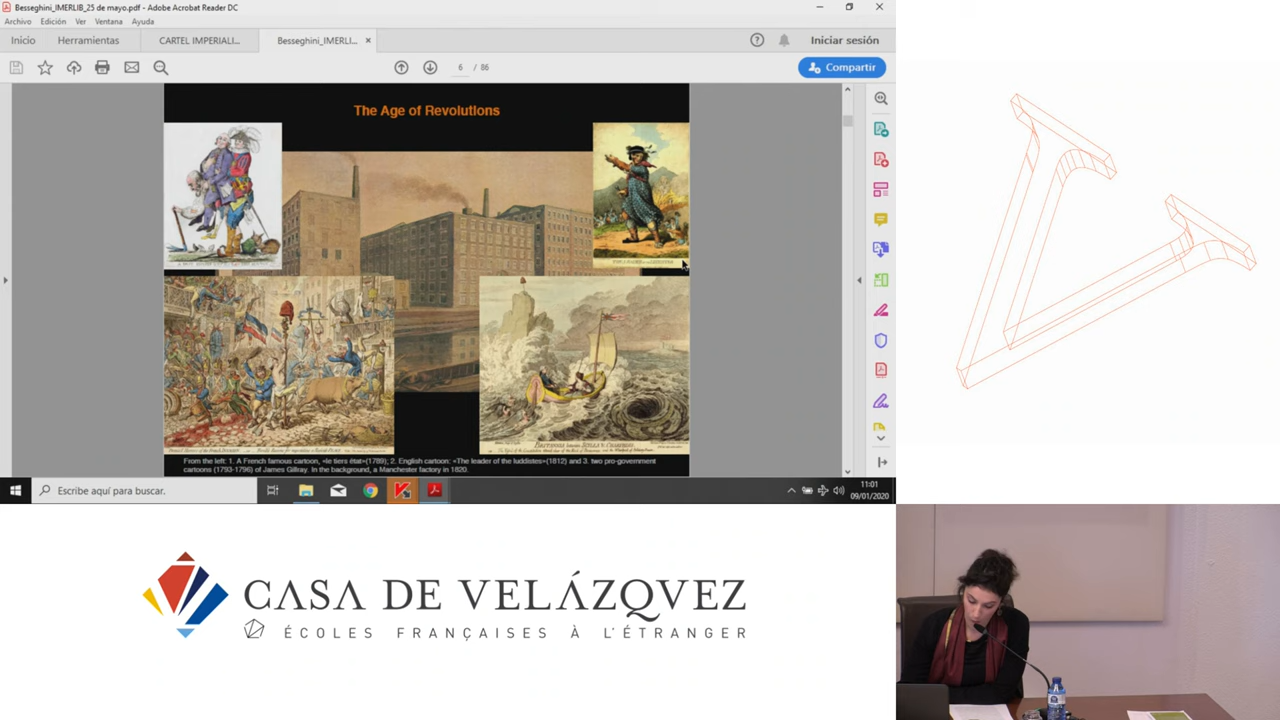 Besseghini_IMERLIB_25 de mayo.pdf - Adobe Acrobat Reader DC
Archivo Edición Ver Ventana Ayuda
Inicio Herramientas CARTEL IMPERIALI... Besseghini_IMERLI... × Iniciar sesión
6 / 86 Compartir
The Age of Revolutions
From the left: 1. A French famous cartoon, «le tiers état»(1789); 2. English cartoon: «The leader of the luddistes»(1812) and 3. two pro-government
cartoons (1793-1796) of James Gillray. In the background, a Manchester factory in 1820.
Escribe aquí para buscar. 11:01
09/01/2020
CASA DE VELÁZQVEZ
ÉCOLES FRANÇAISES À L'ÉTRANGER